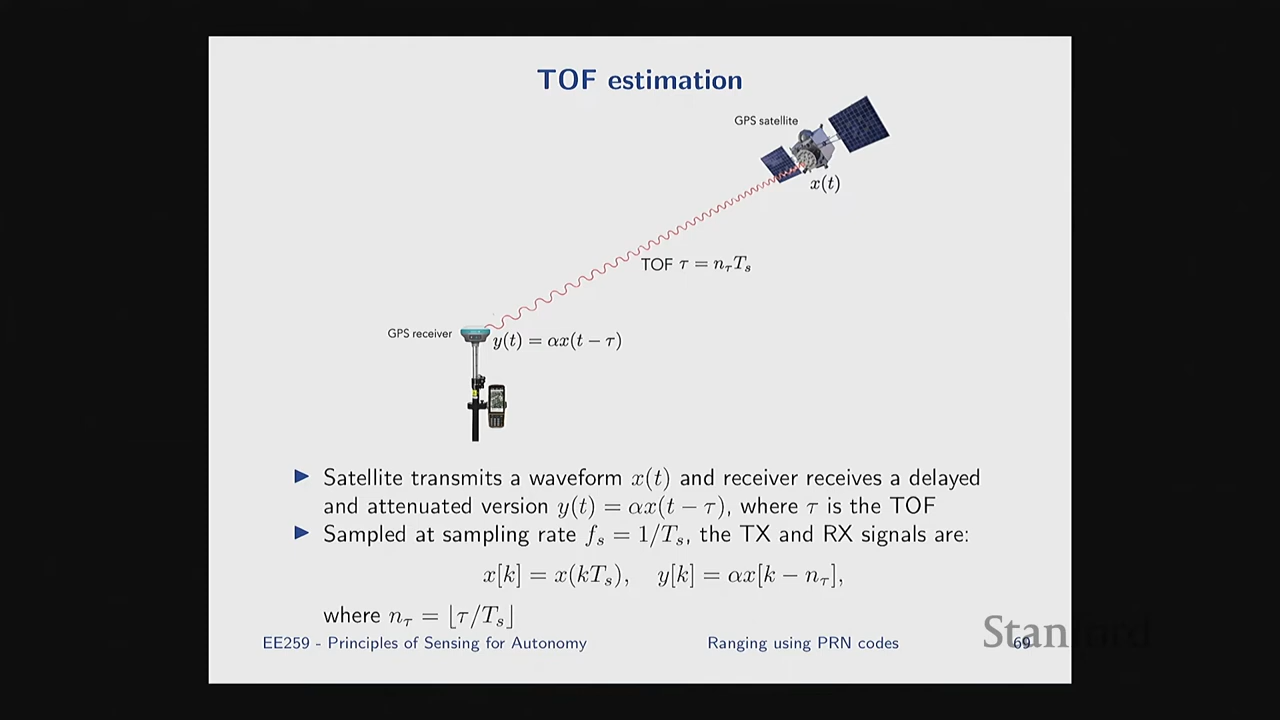 TOF estimation
GPS satellite
x(t)
TOF τ = n_τ T_s
GPS receiver
y(t) = αx(t − τ)
Satellite transmits a waveform x(t) and receiver receives a delayed
and attenuated version y(t) = αx(t − τ), where τ is the TOF
Sampled at sampling rate f_s = 1/T_s, the TX and RX signals are:
x[k] = x(kT_s), y[k] = αx[k − n_τ],
where n_τ = ⌊τ/T_s⌋
EE259 - Principles of Sensing for Autonomy
Ranging using PRN codes
69
Stanford